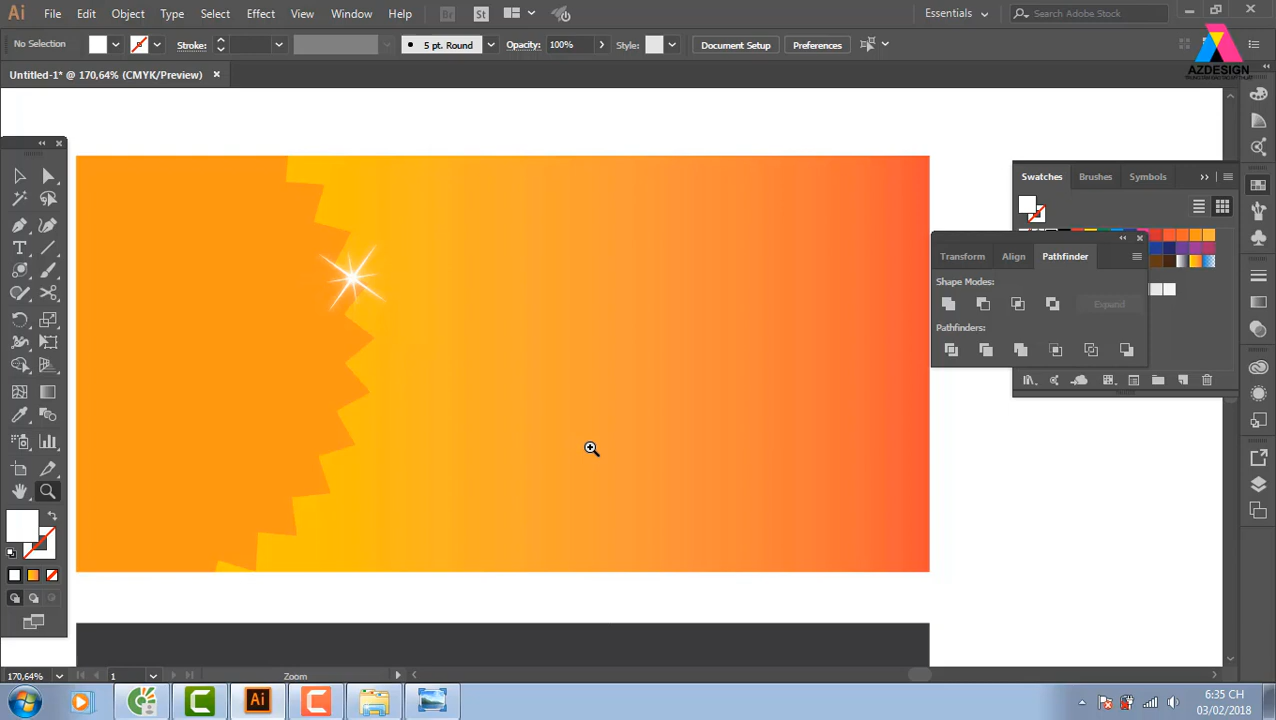 Ai File Edit Object Type Select Effect View Window Help Br St Essentials Search Adobe Stock
No Selection Stroke: 5 pt. Round Opacity: 100% Style: Document Setup Preferences
AZDESIGN
Untitled-1* @ 170,64% (CMYK/Preview)
Swatches Brushes Symbols
Transform Align Pathfinder
Shape Modes:
Expand
Pathfinders:
170,64% 1 Zoom
Ai
6:35 CH
03/02/2018